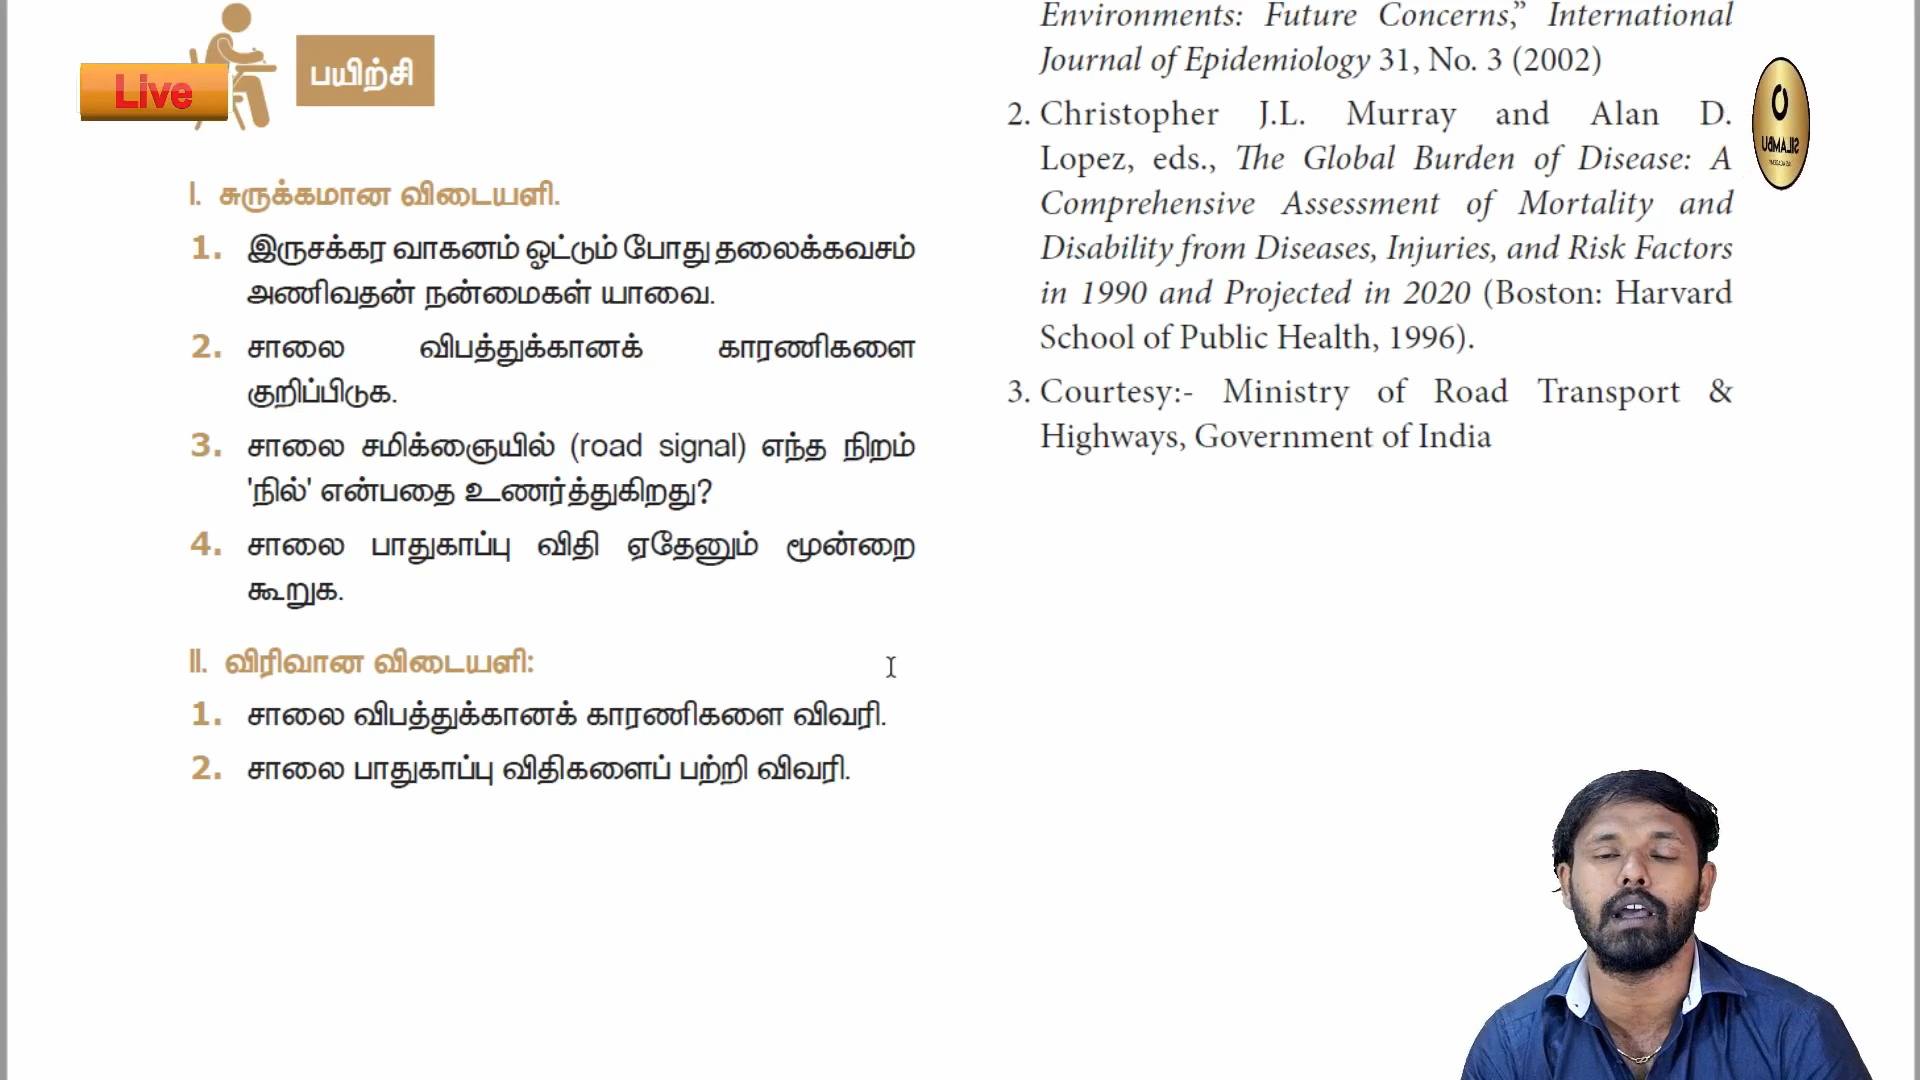 Live
பயிற்சி
I. சுருக்கமான விடையளி.
1. இருசக்கர வாகனம் ஓட்டும் போது தலைக்கவசம்
அணிவதன் நன்மைகள் யாவை.
2. சாலை விபத்துக்கானக் காரணிகளை
குறிப்பிடுக.
3. சாலை சமிக்ஞையில் (road signal) எந்த நிறம்
'நில்' என்பதை உணர்த்துகிறது?
4. சாலை பாதுகாப்பு விதி ஏதேனும் மூன்றை
கூறுக.
II. விரிவான விடையளி:
1. சாலை விபத்துக்கானக் காரணிகளை விவரி.
2. சாலை பாதுகாப்பு விதிகளைப் பற்றி விவரி.
Environments: Future Concerns,” International
Journal of Epidemiology 31, No. 3 (2002)
2. Christopher J.L. Murray and Alan D.
Lopez, eds., The Global Burden of Disease: A
Comprehensive Assessment of Mortality and
Disability from Diseases, Injuries, and Risk Factors
in 1990 and Projected in 2020 (Boston: Harvard
School of Public Health, 1996).
3. Courtesy:- Ministry of Road Transport &
Highways, Government of India
SILAMBU